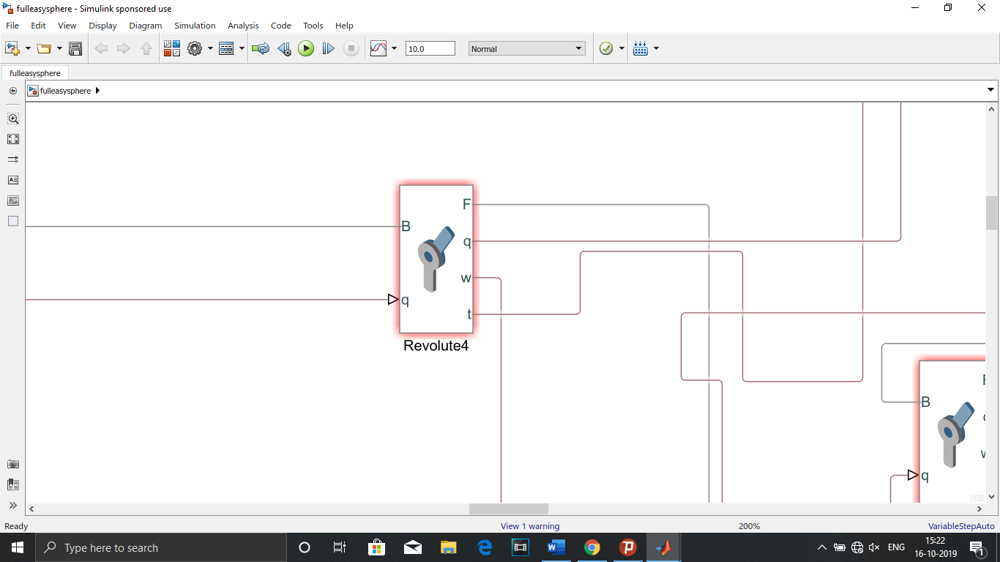 fulleasysphere - Simulink sponsored use
File Edit View Display Diagram Simulation Analysis Code Tools Help
10.0 Normal
fulleasysphere
fulleasysphere
F
B
q
w
q
t
Revolute4
B
q
Ready View 1 warning 200% VariableStepAuto
Type here to search
ENG 15:22
16-10-2019
1